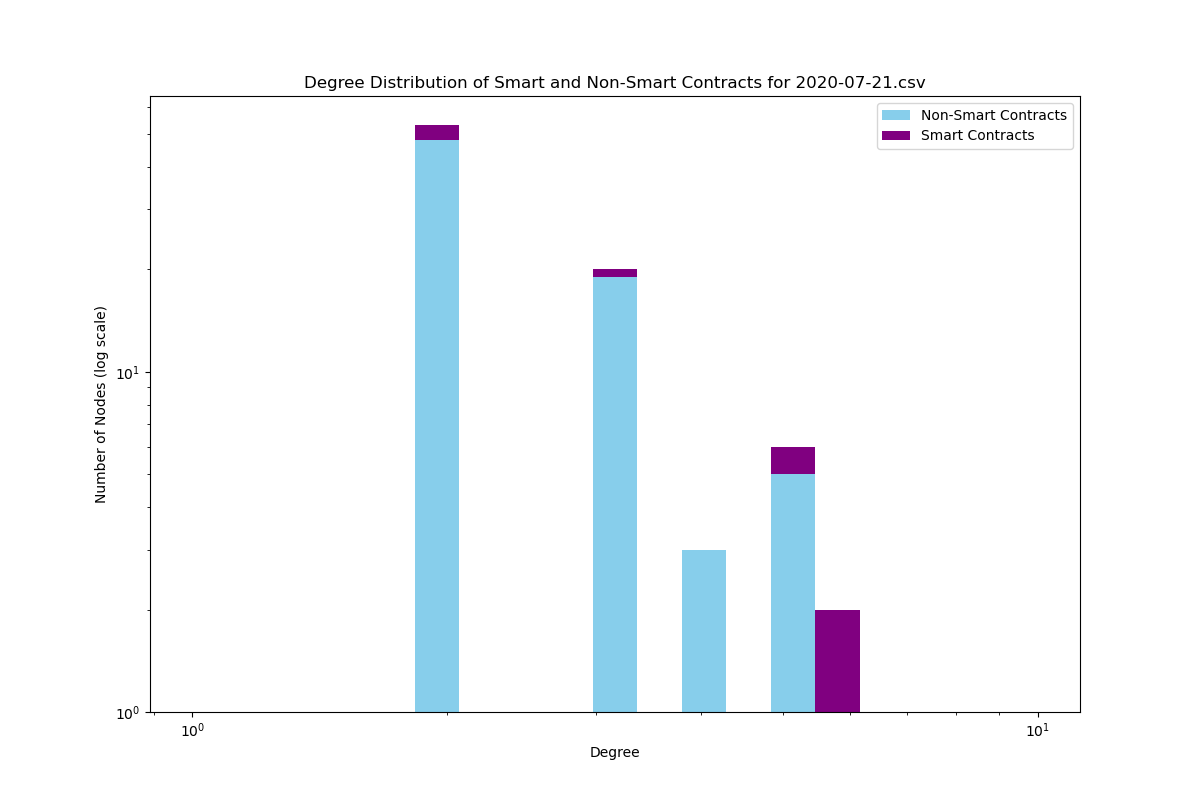 Degree Distribution of Smart and Non-Smart Contracts for 2020-07-21.csv
Non-Smart Contracts
Smart Contracts
Number of Nodes (log scale)
10¹
10⁰
10⁰
10¹
Degree